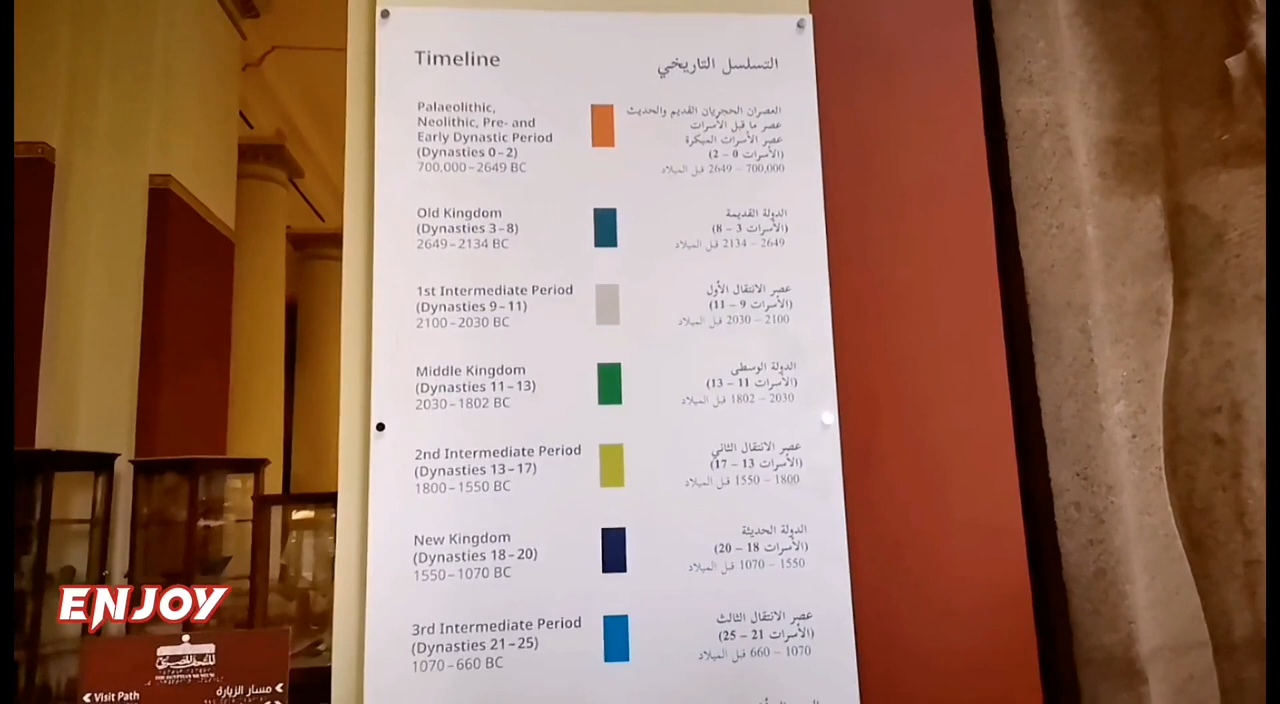 Timeline
التسلسل التاريخي
Palaeolithic,
Neolithic, Pre- and
Early Dynastic Period
(Dynasties 0–2)
700,000–2649 BC
العصران الحجريان القديم والحديث
عصر ما قبل الأسرات
عصر الأسرات المبكرة
(الأسرات 0 – 2)
700,000 – 2649 قبل الميلاد
Old Kingdom
(Dynasties 3–8)
2649–2134 BC
الدولة القديمة
(الأسرات 3 – 8)
2649 – 2134 قبل الميلاد
1st Intermediate Period
(Dynasties 9–11)
2100–2030 BC
عصر الانتقال الأول
(الأسرات 9 – 11)
2100 – 2030 قبل الميلاد
Middle Kingdom
(Dynasties 11–13)
2030–1802 BC
الدولة الوسطى
(الأسرات 11 – 13)
2030 – 1802 قبل الميلاد
2nd Intermediate Period
(Dynasties 13–17)
1800–1550 BC
عصر الانتقال الثاني
(الأسرات 13 – 17)
1800 – 1550 قبل الميلاد
New Kingdom
(Dynasties 18–20)
1550–1070 BC
الدولة الحديثة
(الأسرات 18 – 20)
1550 – 1070 قبل الميلاد
3rd Intermediate Period
(Dynasties 21–25)
1070–660 BC
عصر الانتقال الثالث
(الأسرات 21 – 25)
1070 – 660 قبل الميلاد
ENJOY
المتحف المصري
THE EGYPTIAN MUSEUM
Visit Path
مسار الزيارة